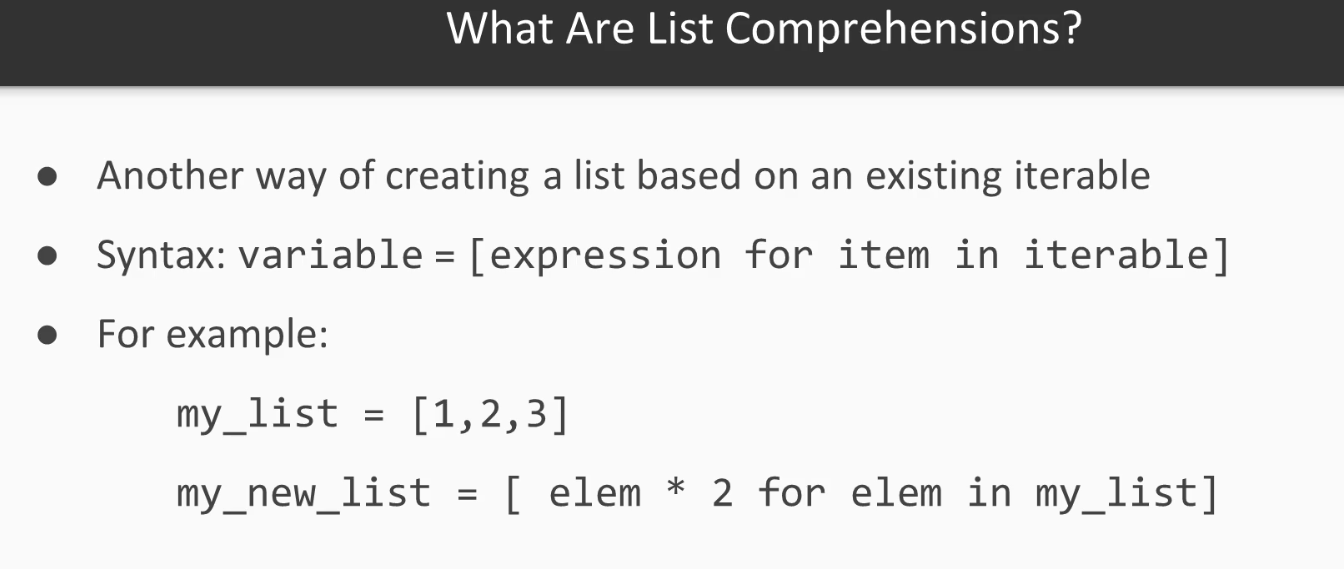 What Are List Comprehensions?
● Another way of creating a list based on an existing iterable
● Syntax: variable = [expression for item in iterable]
● For example:
my_list = [1,2,3]
my_new_list = [ elem * 2 for elem in my_list]